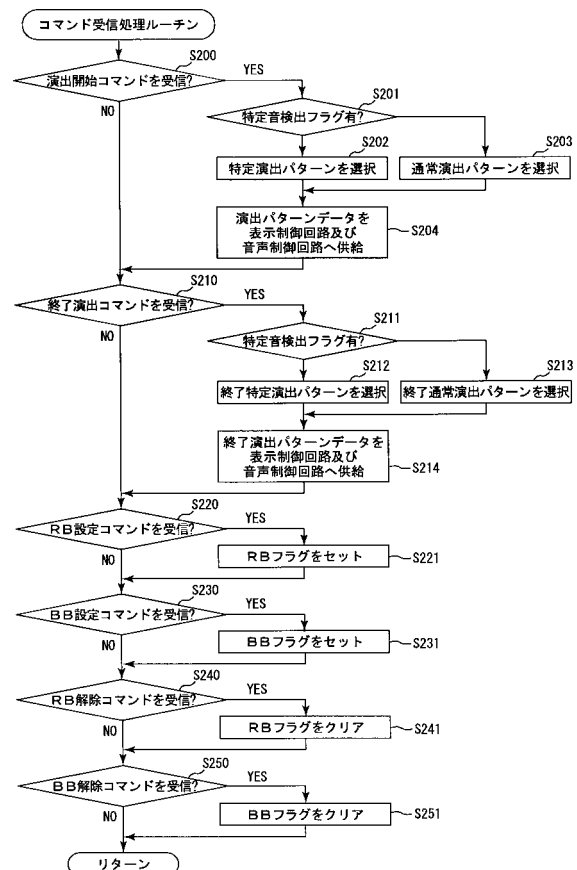 コマンド受信処理ルーチン
S200
演出開始コマンドを受信?
YES
NO
S201
特定音検出フラグ有?
S202
特定演出パターンを選択
S203
通常演出パターンを選択
演出パターンデータを
表示制御回路及び
音声制御回路へ供給
S204
S210
終了演出コマンドを受信?
YES
NO
S211
特定音検出フラグ有?
S212
終了特定演出パターンを選択
S213
終了通常演出パターンを選択
終了演出パターンデータを
表示制御回路及び
音声制御回路へ供給
S214
S220
RB設定コマンドを受信?
YES
NO
RBフラグをセット
S221
S230
BB設定コマンドを受信?
YES
NO
BBフラグをセット
S231
S240
RB解除コマンドを受信?
YES
NO
RBフラグをクリア
S241
S250
BB解除コマンドを受信?
YES
NO
BBフラグをクリア
S251
リターン